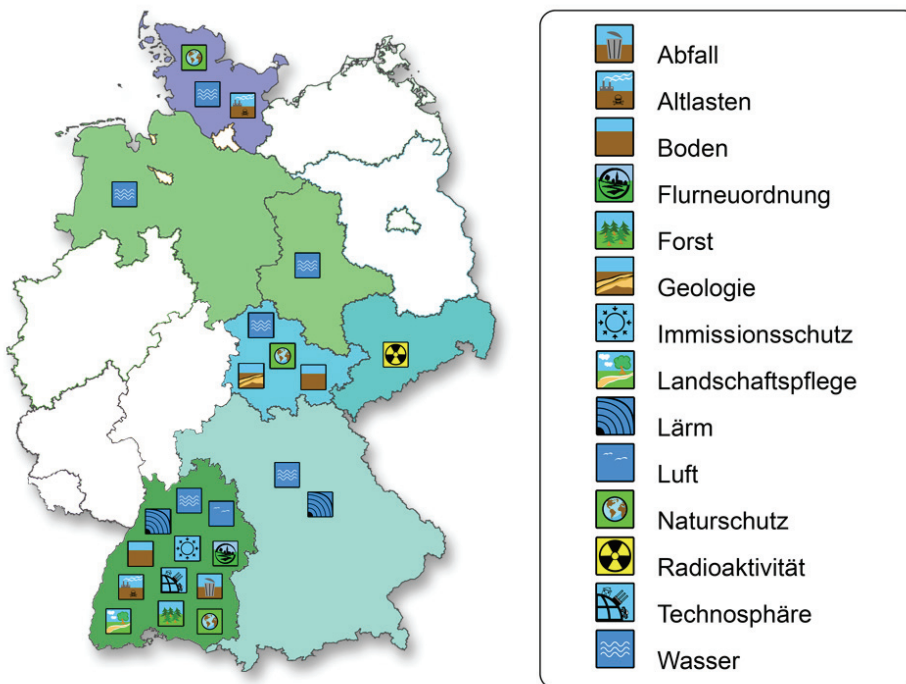 Abfall
Altlasten
Boden
Flurneuordnung
Forst
Geologie
Immissionsschutz
Landschaftspflege
Lärm
Luft
Naturschutz
Radioaktivität
Technosphäre
Wasser